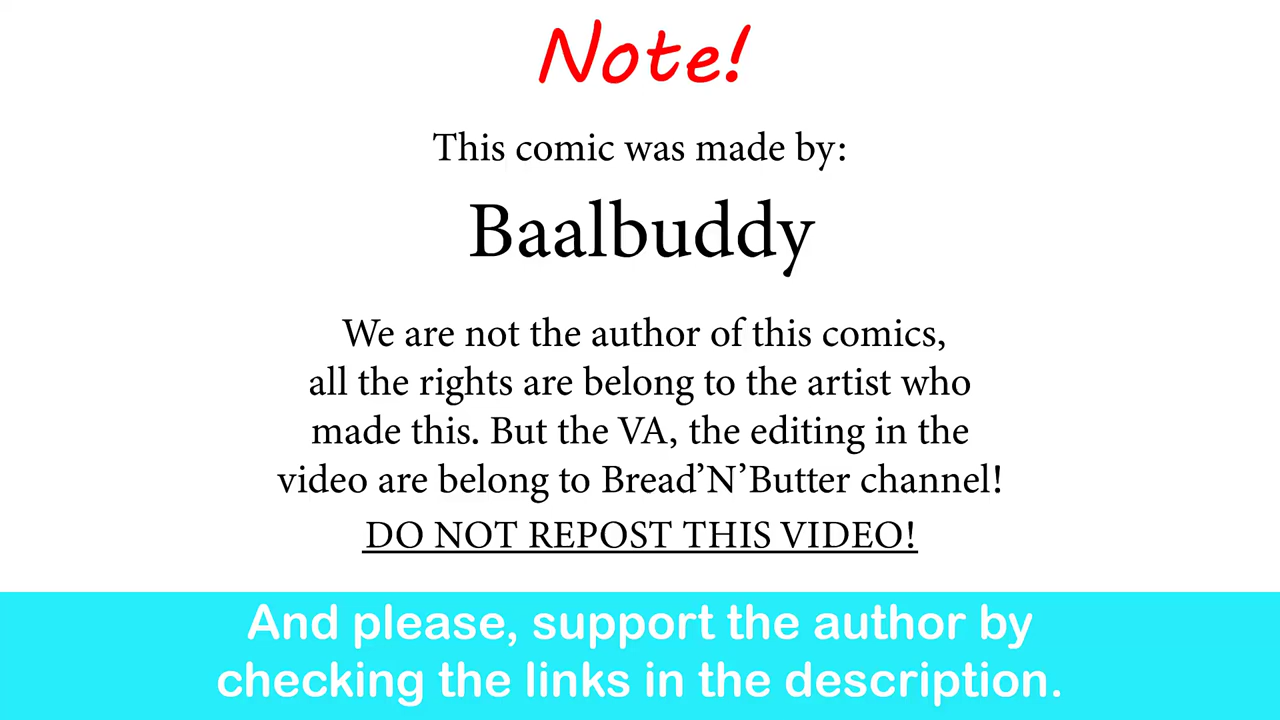 Note!
This comic was made by:
Baalbuddy
We are not the author of this comics,
all the rights are belong to the artist who
made this. But the VA, the editing in the
video are belong to Bread’N’Butter channel!
DO NOT REPOST THIS VIDEO!
And please, support the author by
checking the links in the description.